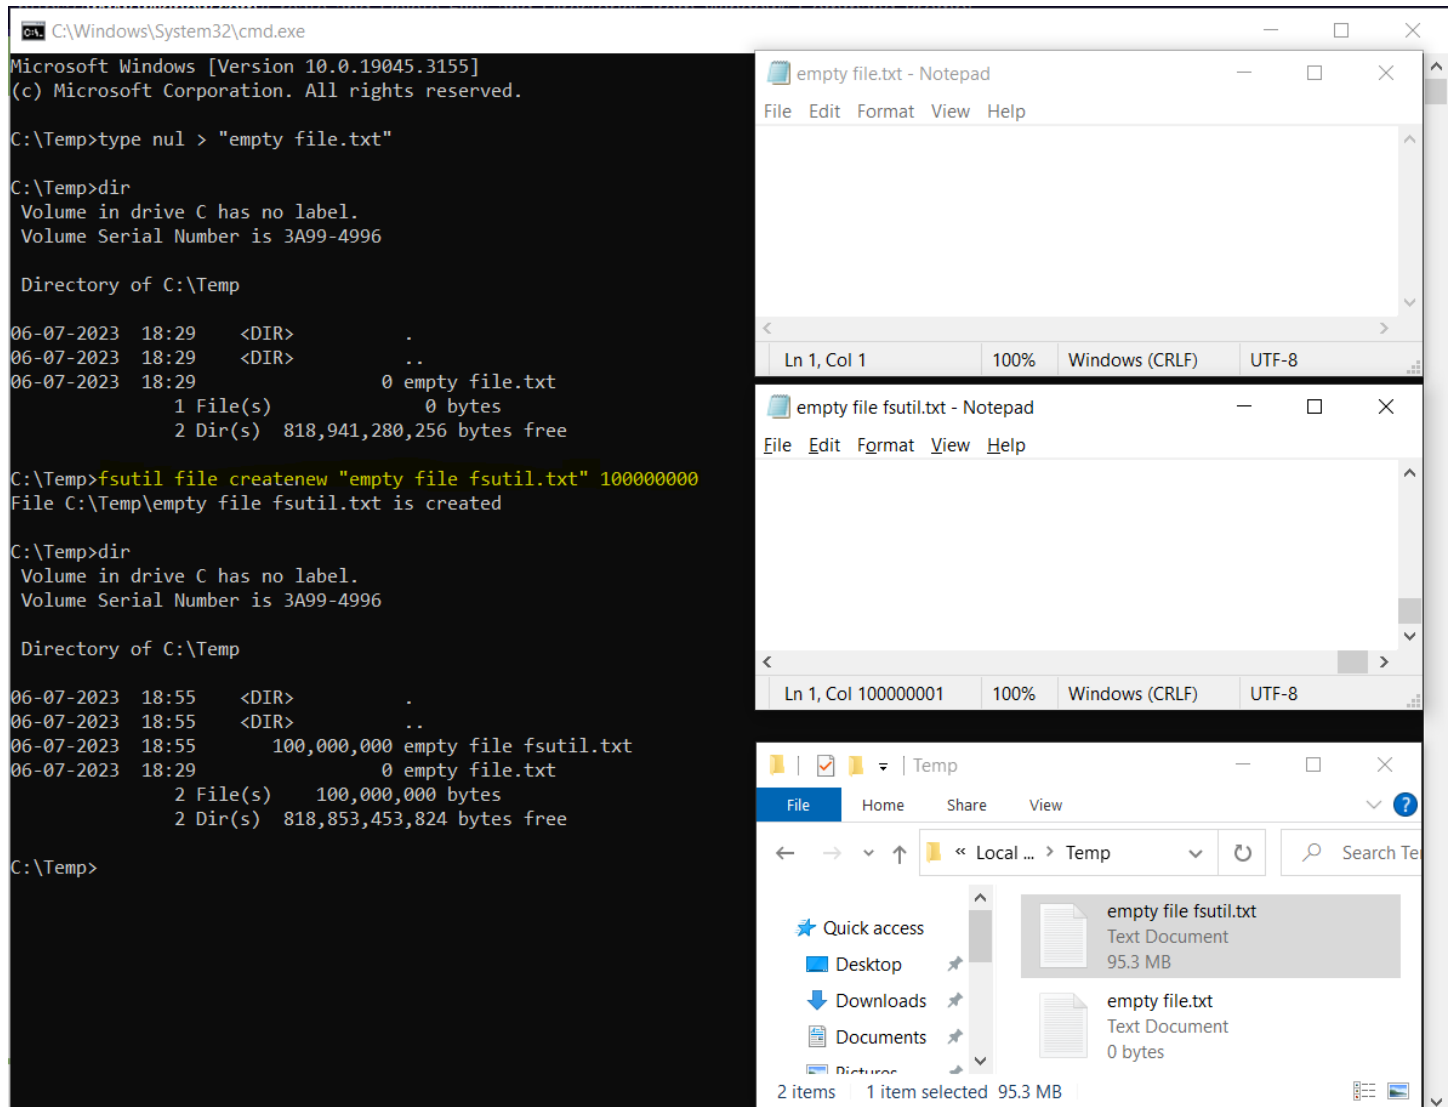 C:\Windows\System32\cmd.exe
Microsoft Windows [Version 10.0.19045.3155]
(c) Microsoft Corporation. All rights reserved.
C:\Temp>type nul > "empty file.txt"
C:\Temp>dir
Volume in drive C has no label.
Volume Serial Number is 3A99-4996
Directory of C:\Temp
06-07-2023 18:29 <DIR> .
06-07-2023 18:29 <DIR> ..
06-07-2023 18:29 0 empty file.txt
1 File(s) 0 bytes
2 Dir(s) 818,941,280,256 bytes free
C:\Temp>fsutil file createnew "empty file fsutil.txt" 100000000
File C:\Temp\empty file fsutil.txt is created
C:\Temp>dir
Volume in drive C has no label.
Volume Serial Number is 3A99-4996
Directory of C:\Temp
06-07-2023 18:55 <DIR> .
06-07-2023 18:55 <DIR> ..
06-07-2023 18:55 100,000,000 empty file fsutil.txt
06-07-2023 18:29 0 empty file.txt
2 File(s) 100,000,000 bytes
2 Dir(s) 818,853,453,824 bytes free
C:\Temp>
empty file.txt - Notepad
File Edit Format View Help
Ln 1, Col 1 100% Windows (CRLF) UTF-8
empty file fsutil.txt - Notepad
File Edit Format View Help
Ln 1, Col 100000001 100% Windows (CRLF) UTF-8
Temp
File Home Share View
« Local ... > Temp Search Te
Quick access
Desktop
Downloads
Documents
Pictures
empty file fsutil.txt
Text Document
95.3 MB
empty file.txt
Text Document
0 bytes
2 items 1 item selected 95.3 MB